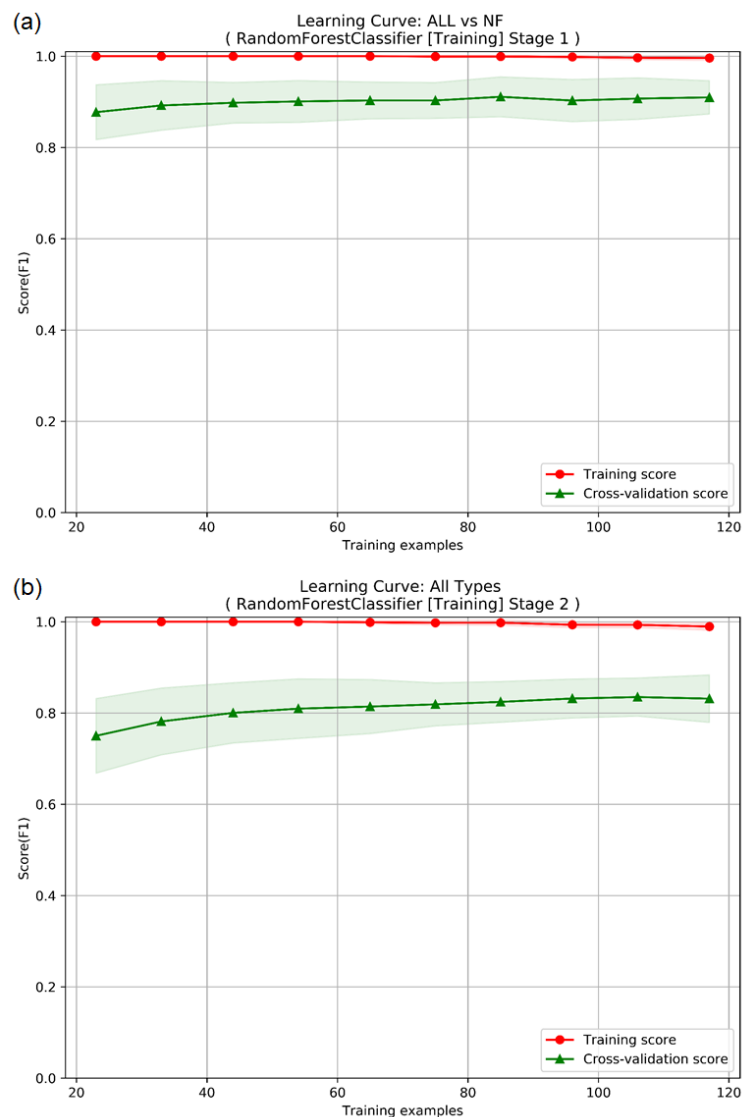 (a)
Learning Curve: ALL vs NF
( RandomForestClassifier [Training] Stage 1 )
1.0
0.8
0.6
Score(F1)
0.4
0.2
0.0
Training score
Cross-validation score
20 40 60 80 100 120
Training examples
(b)
Learning Curve: All Types
( RandomForestClassifier [Training] Stage 2 )
1.0
0.8
0.6
Score(F1)
0.4
0.2
0.0
Training score
Cross-validation score
20 40 60 80 100 120
Training examples